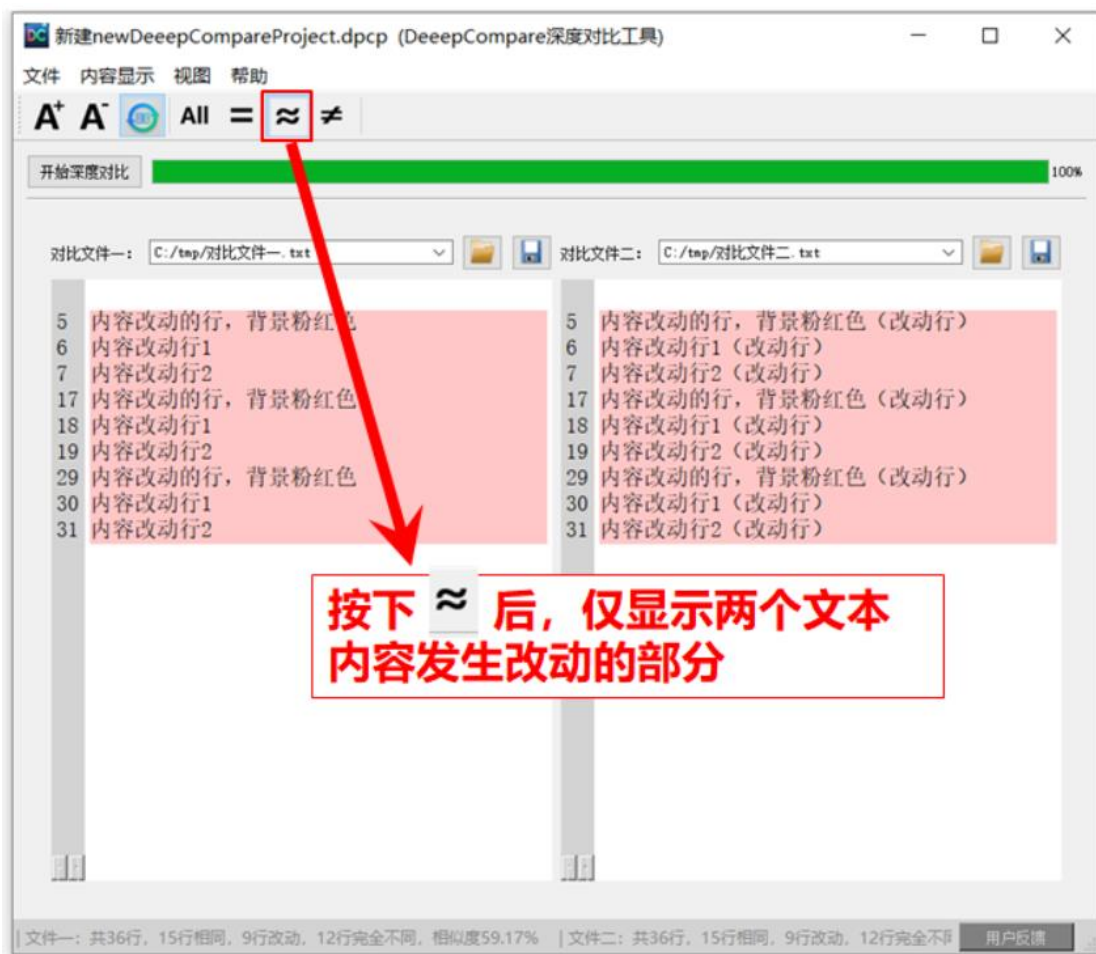 新建newDeeepCompareProject.dpcp (DeeepCompare深度对比工具)
文件 内容显示 视图 帮助
A+ A- All = ≈ ≠
开始深度对比 100%
对比文件一: C:/tmp/对比文件一.txt 对比文件二: C:/tmp/对比文件二.txt
5 内容改动的行，背景粉红色 5 内容改动的行，背景粉红色（改动行）
6 内容改动行1 6 内容改动行1（改动行）
7 内容改动行2 7 内容改动行2（改动行）
17 内容改动的行，背景粉红色 17 内容改动的行，背景粉红色（改动行）
18 内容改动行1 18 内容改动行1（改动行）
19 内容改动行2 19 内容改动行2（改动行）
29 内容改动的行，背景粉红色 29 内容改动的行，背景粉红色（改动行）
30 内容改动行1 30 内容改动行1（改动行）
31 内容改动行2 31 内容改动行2（改动行）
按下 ≈ 后，仅显示两个文本
内容发生改动的部分
文件一: 共36行, 15行相同, 9行改动, 12行完全不同, 相似度59.17% 文件二: 共36行, 15行相同, 9行改动, 12行完全不 用户反馈